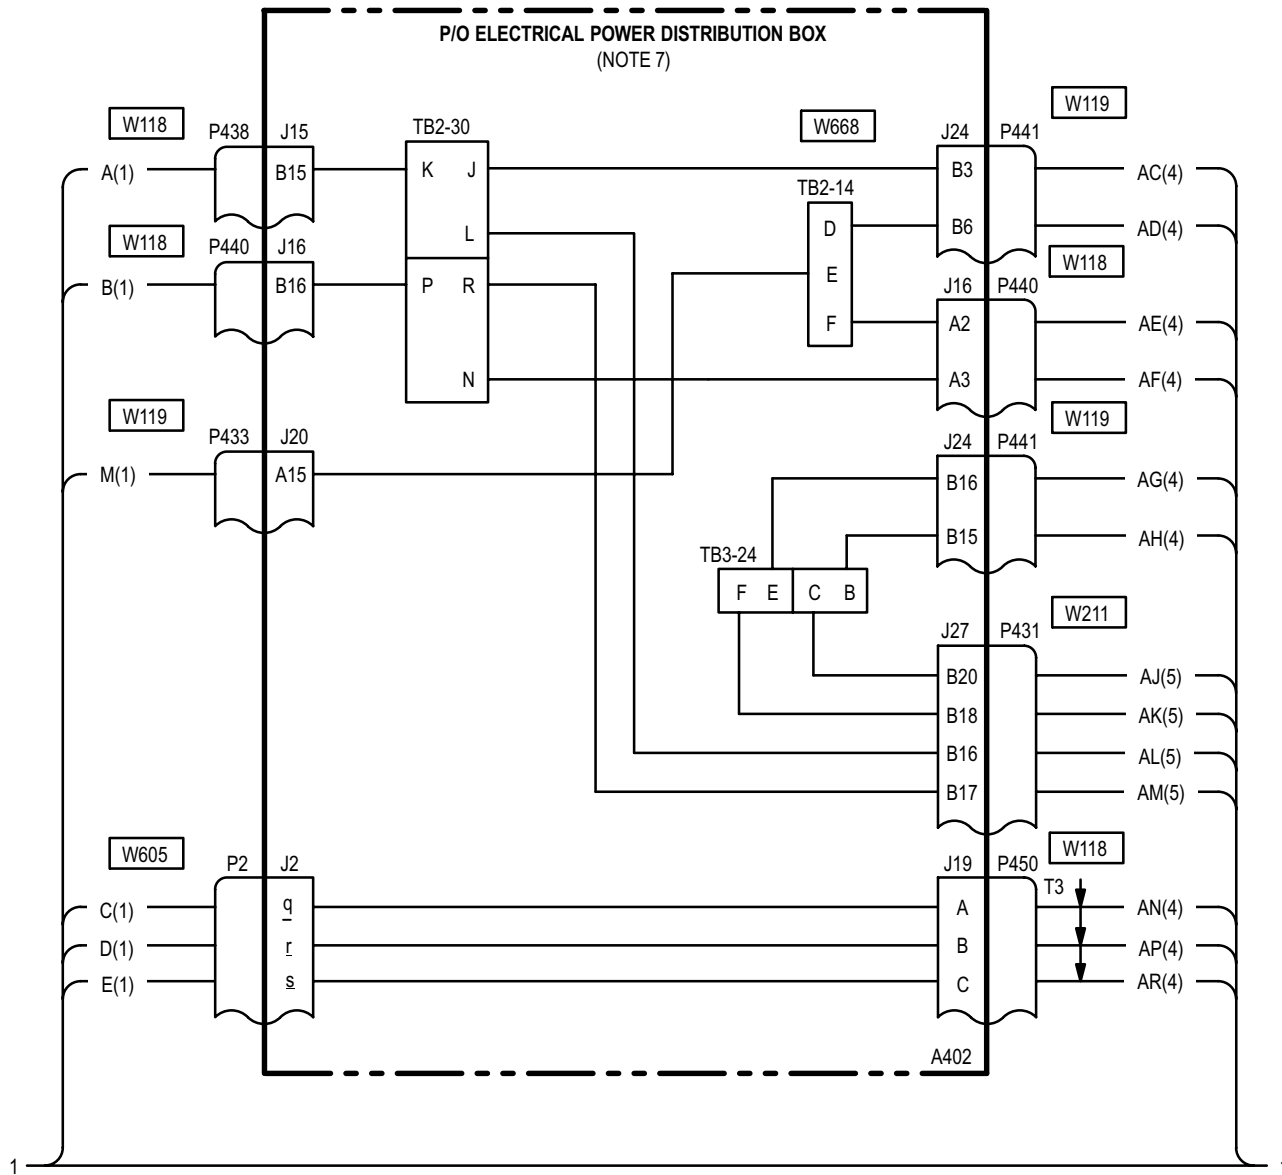 P/O ELECTRICAL POWER DISTRIBUTION BOX
(NOTE 7)
W118
P438 J15
A(1)
B15
W118
P440 J16
B(1)
B16
TB2-30
K J
L
P R
N
W668
TB2-14
D
E
F
W119
J24 P441
B3
AC(4)
B6
AD(4)
W118
J16 P440
A2
AE(4)
A3
AF(4)
W119
P433 J20
M(1)
A15
W119
J24 P441
B16
AG(4)
B15
AH(4)
TB3-24
F E C B
W211
J27 P431
B20
AJ(5)
B18
AK(5)
B16
AL(5)
B17
AM(5)
W605
P2 J2
C(1)
q
D(1)
r
E(1)
s
W118
J19 P450
T3
A
AN(4)
B
AP(4)
C
AR(4)
A402
1